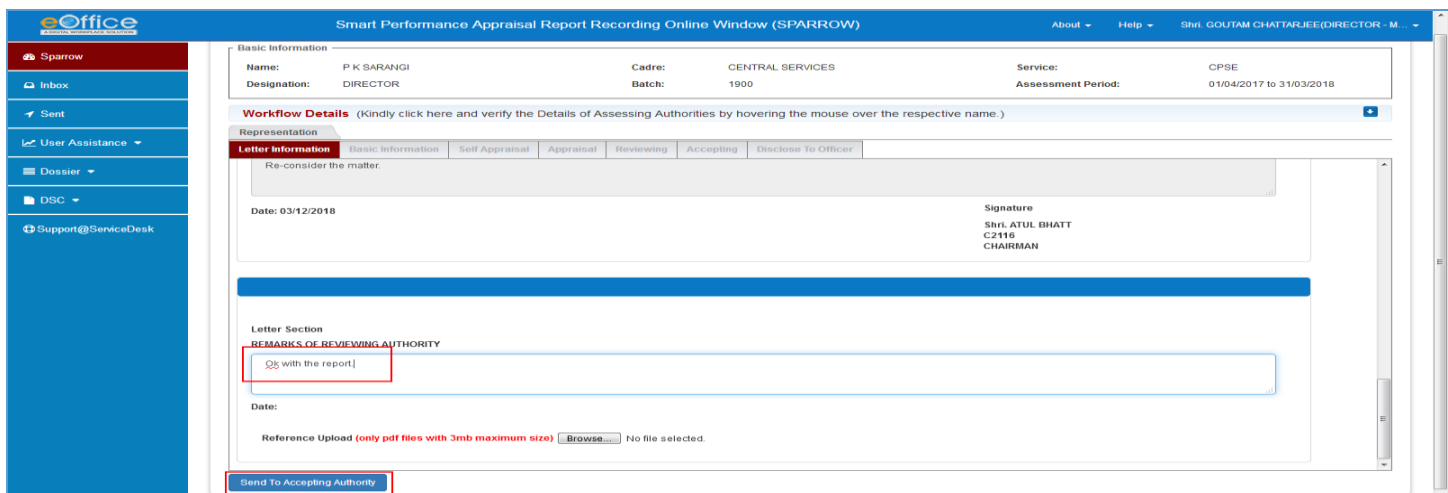 eOffice
A DIGITAL WORKPLACE SOLUTION
Smart Performance Appraisal Report Recording Online Window (SPARROW)
About
Help
Shri. GOUTAM CHATTARJEE(DIRECTOR - M...
Sparrow
Inbox
Sent
User Assistance
Dossier
DSC
Support@ServiceDesk
Basic Information
Name: P K SARANGI Cadre: CENTRAL SERVICES Service: CPSE
Designation: DIRECTOR Batch: 1900 Assessment Period: 01/04/2017 to 31/03/2018
Workflow Details (Kindly click here and verify the Details of Assessing Authorities by hovering the mouse over the respective name.)
Representation
Letter Information Basic Information Self Appraisal Appraisal Reviewing Accepting Disclose To Officer
Re-consider the matter.
Date: 03/12/2018
Signature
Shri. ATUL BHATT
C2116
CHAIRMAN
Letter Section
REMARKS OF REVIEWING AUTHORITY
Ok with the report.
Date:
Reference Upload (only pdf files with 3mb maximum size) Browse... No file selected.
Send To Accepting Authority